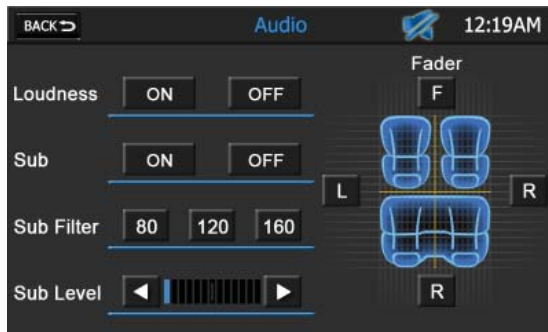 BACK Audio 12:19AM
Fader
Loudness ON OFF F
Sub ON OFF
L R
Sub Filter 80 120 160
Sub Level R